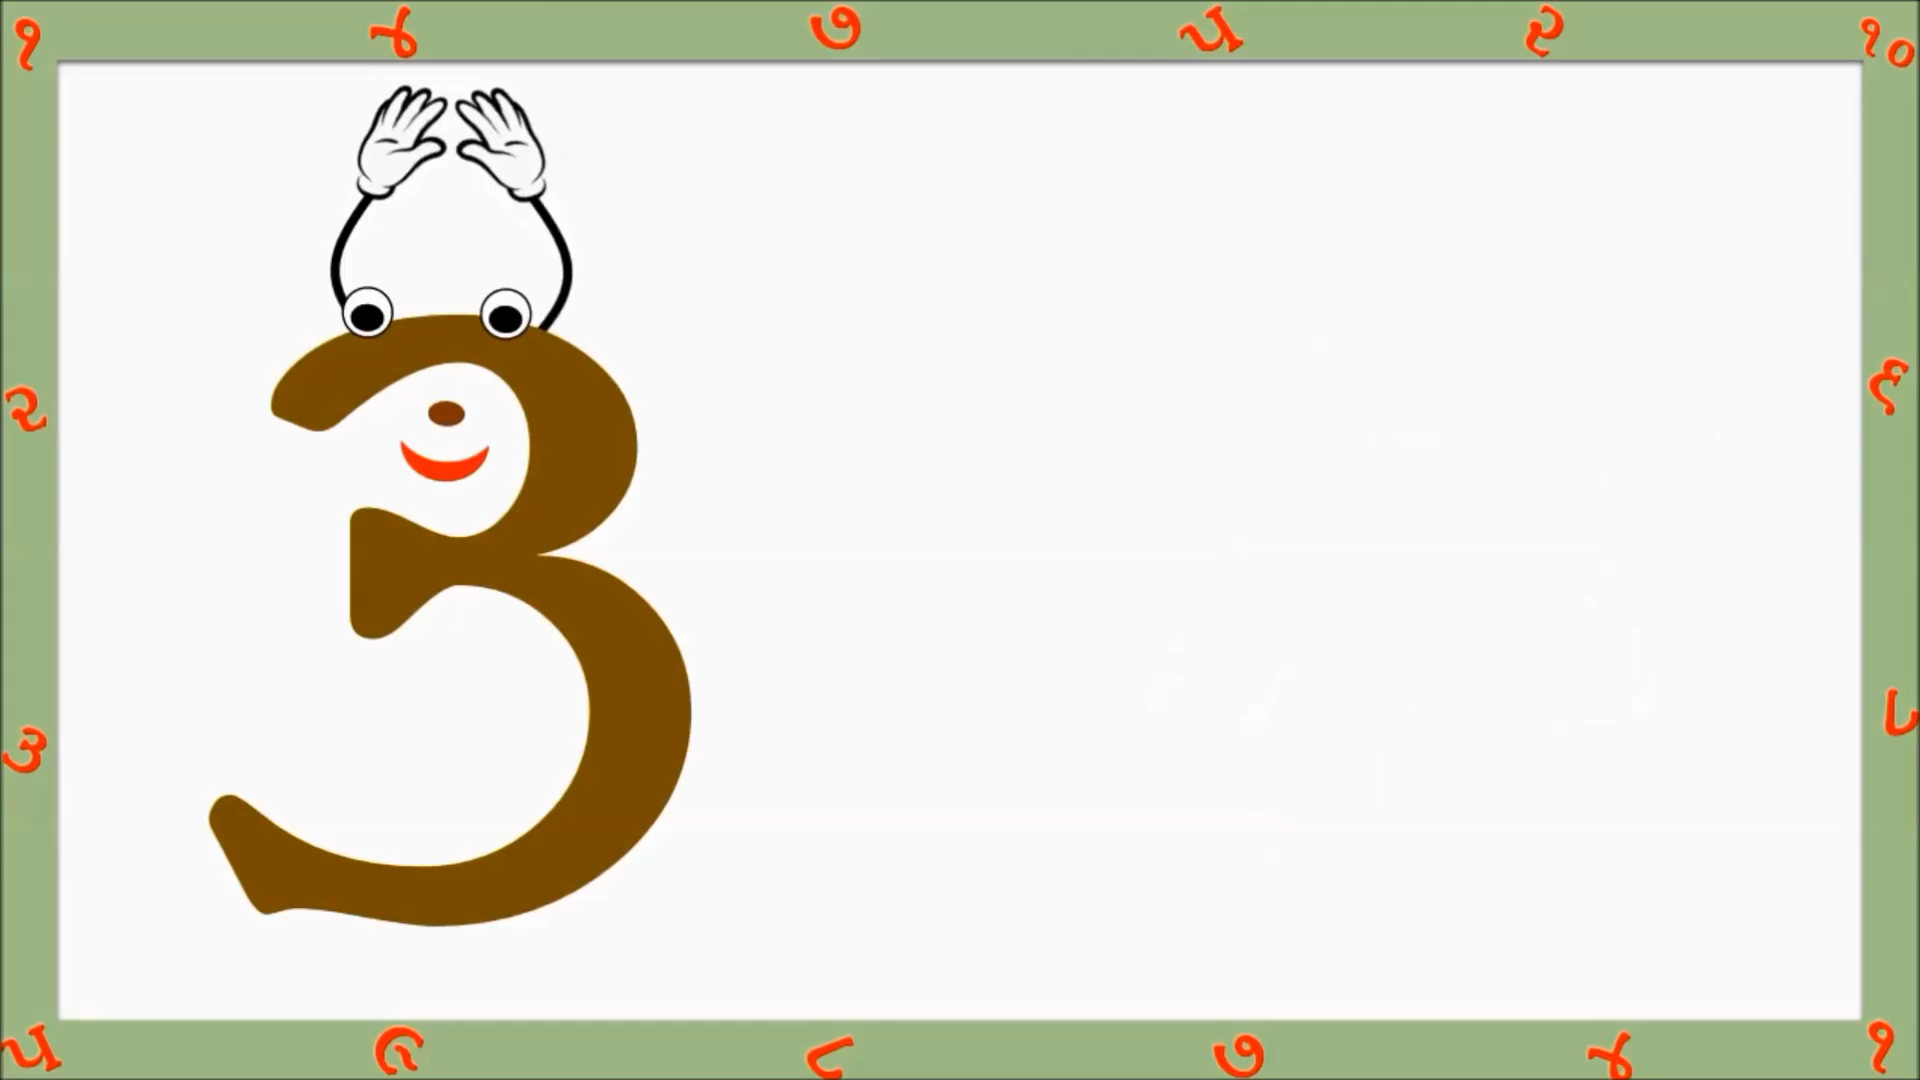 ૧ ૪ ૭ ૫ ૨ ૧૦
૩
૨ ૬
૩ ૮
૫ ૯ ૮ ૭ ૪ ૧